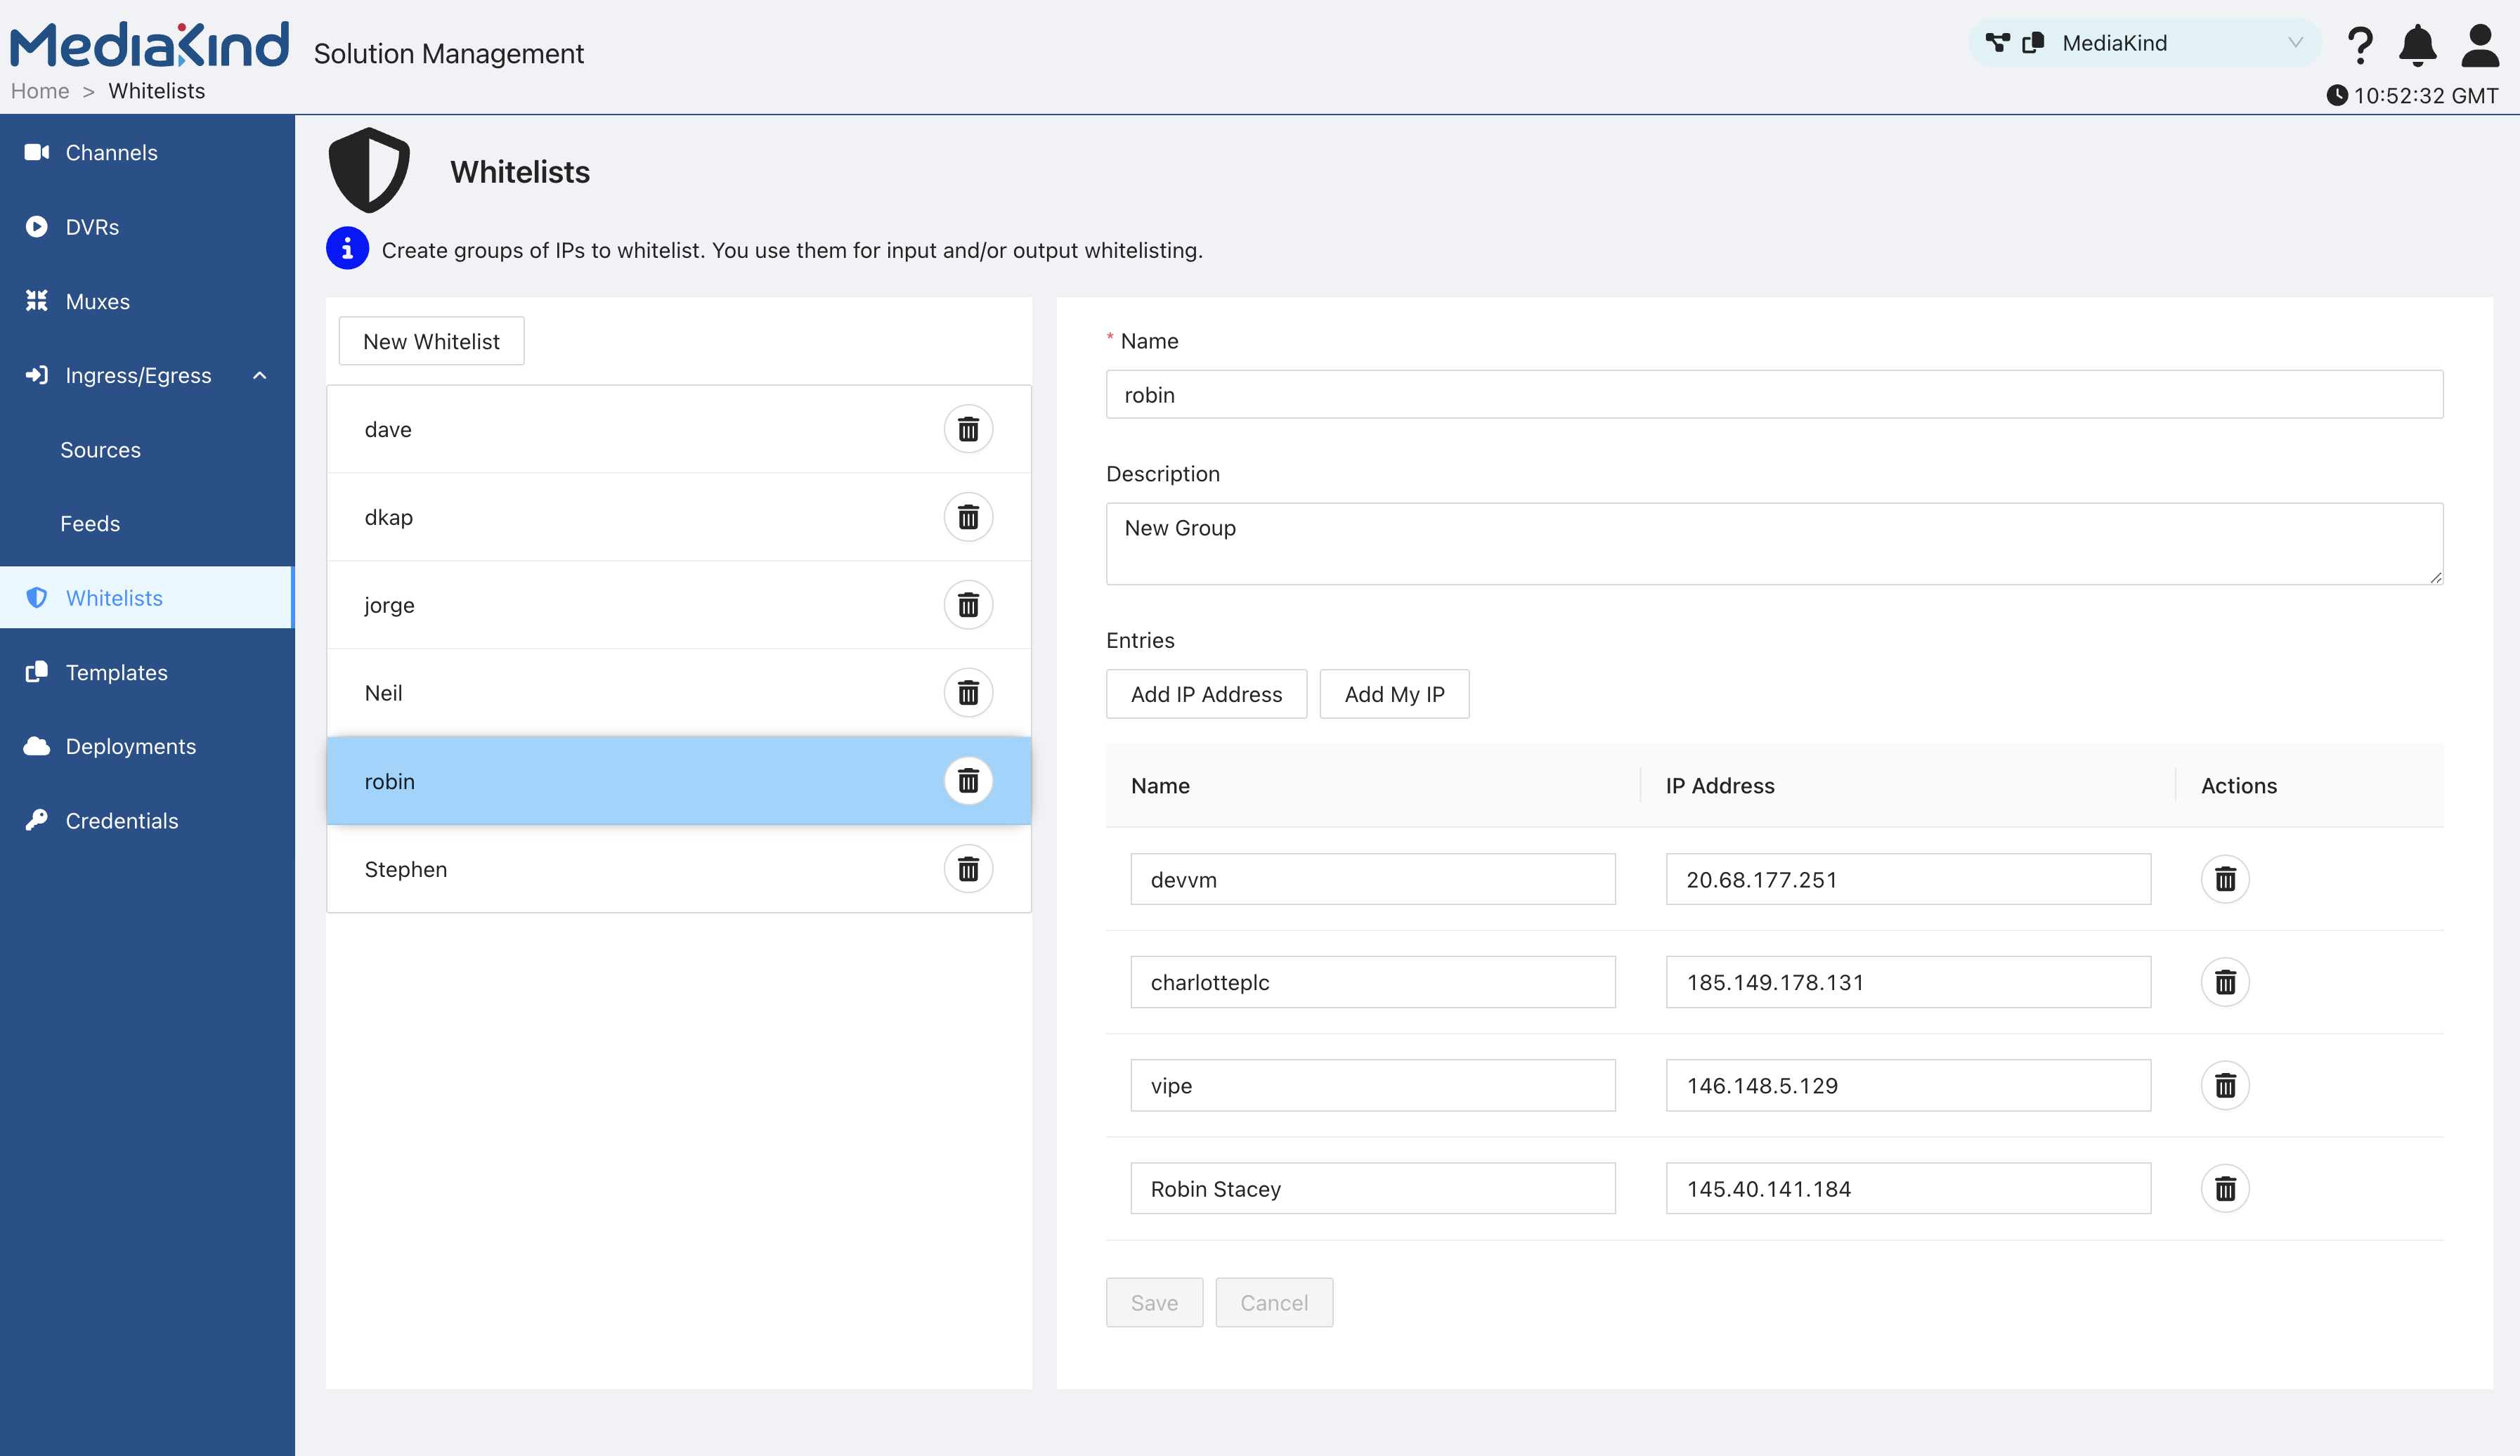 MediaKind Solution Management
MediaKind
Home > Whitelists
10:52:32 GMT
Channels
DVRs
Muxes
Ingress/Egress
Sources
Feeds
Whitelists
Templates
Deployments
Credentials
Whitelists
Create groups of IPs to whitelist. You use them for input and/or output whitelisting.
New Whitelist
dave
dkap
jorge
Neil
robin
Stephen
* Name
robin
Description
New Group
Entries
Add IP Address Add My IP
Name IP Address Actions
devvm 20.68.177.251
charlotteplc 185.149.178.131
vipe 146.148.5.129
Robin Stacey 145.40.141.184
Save Cancel